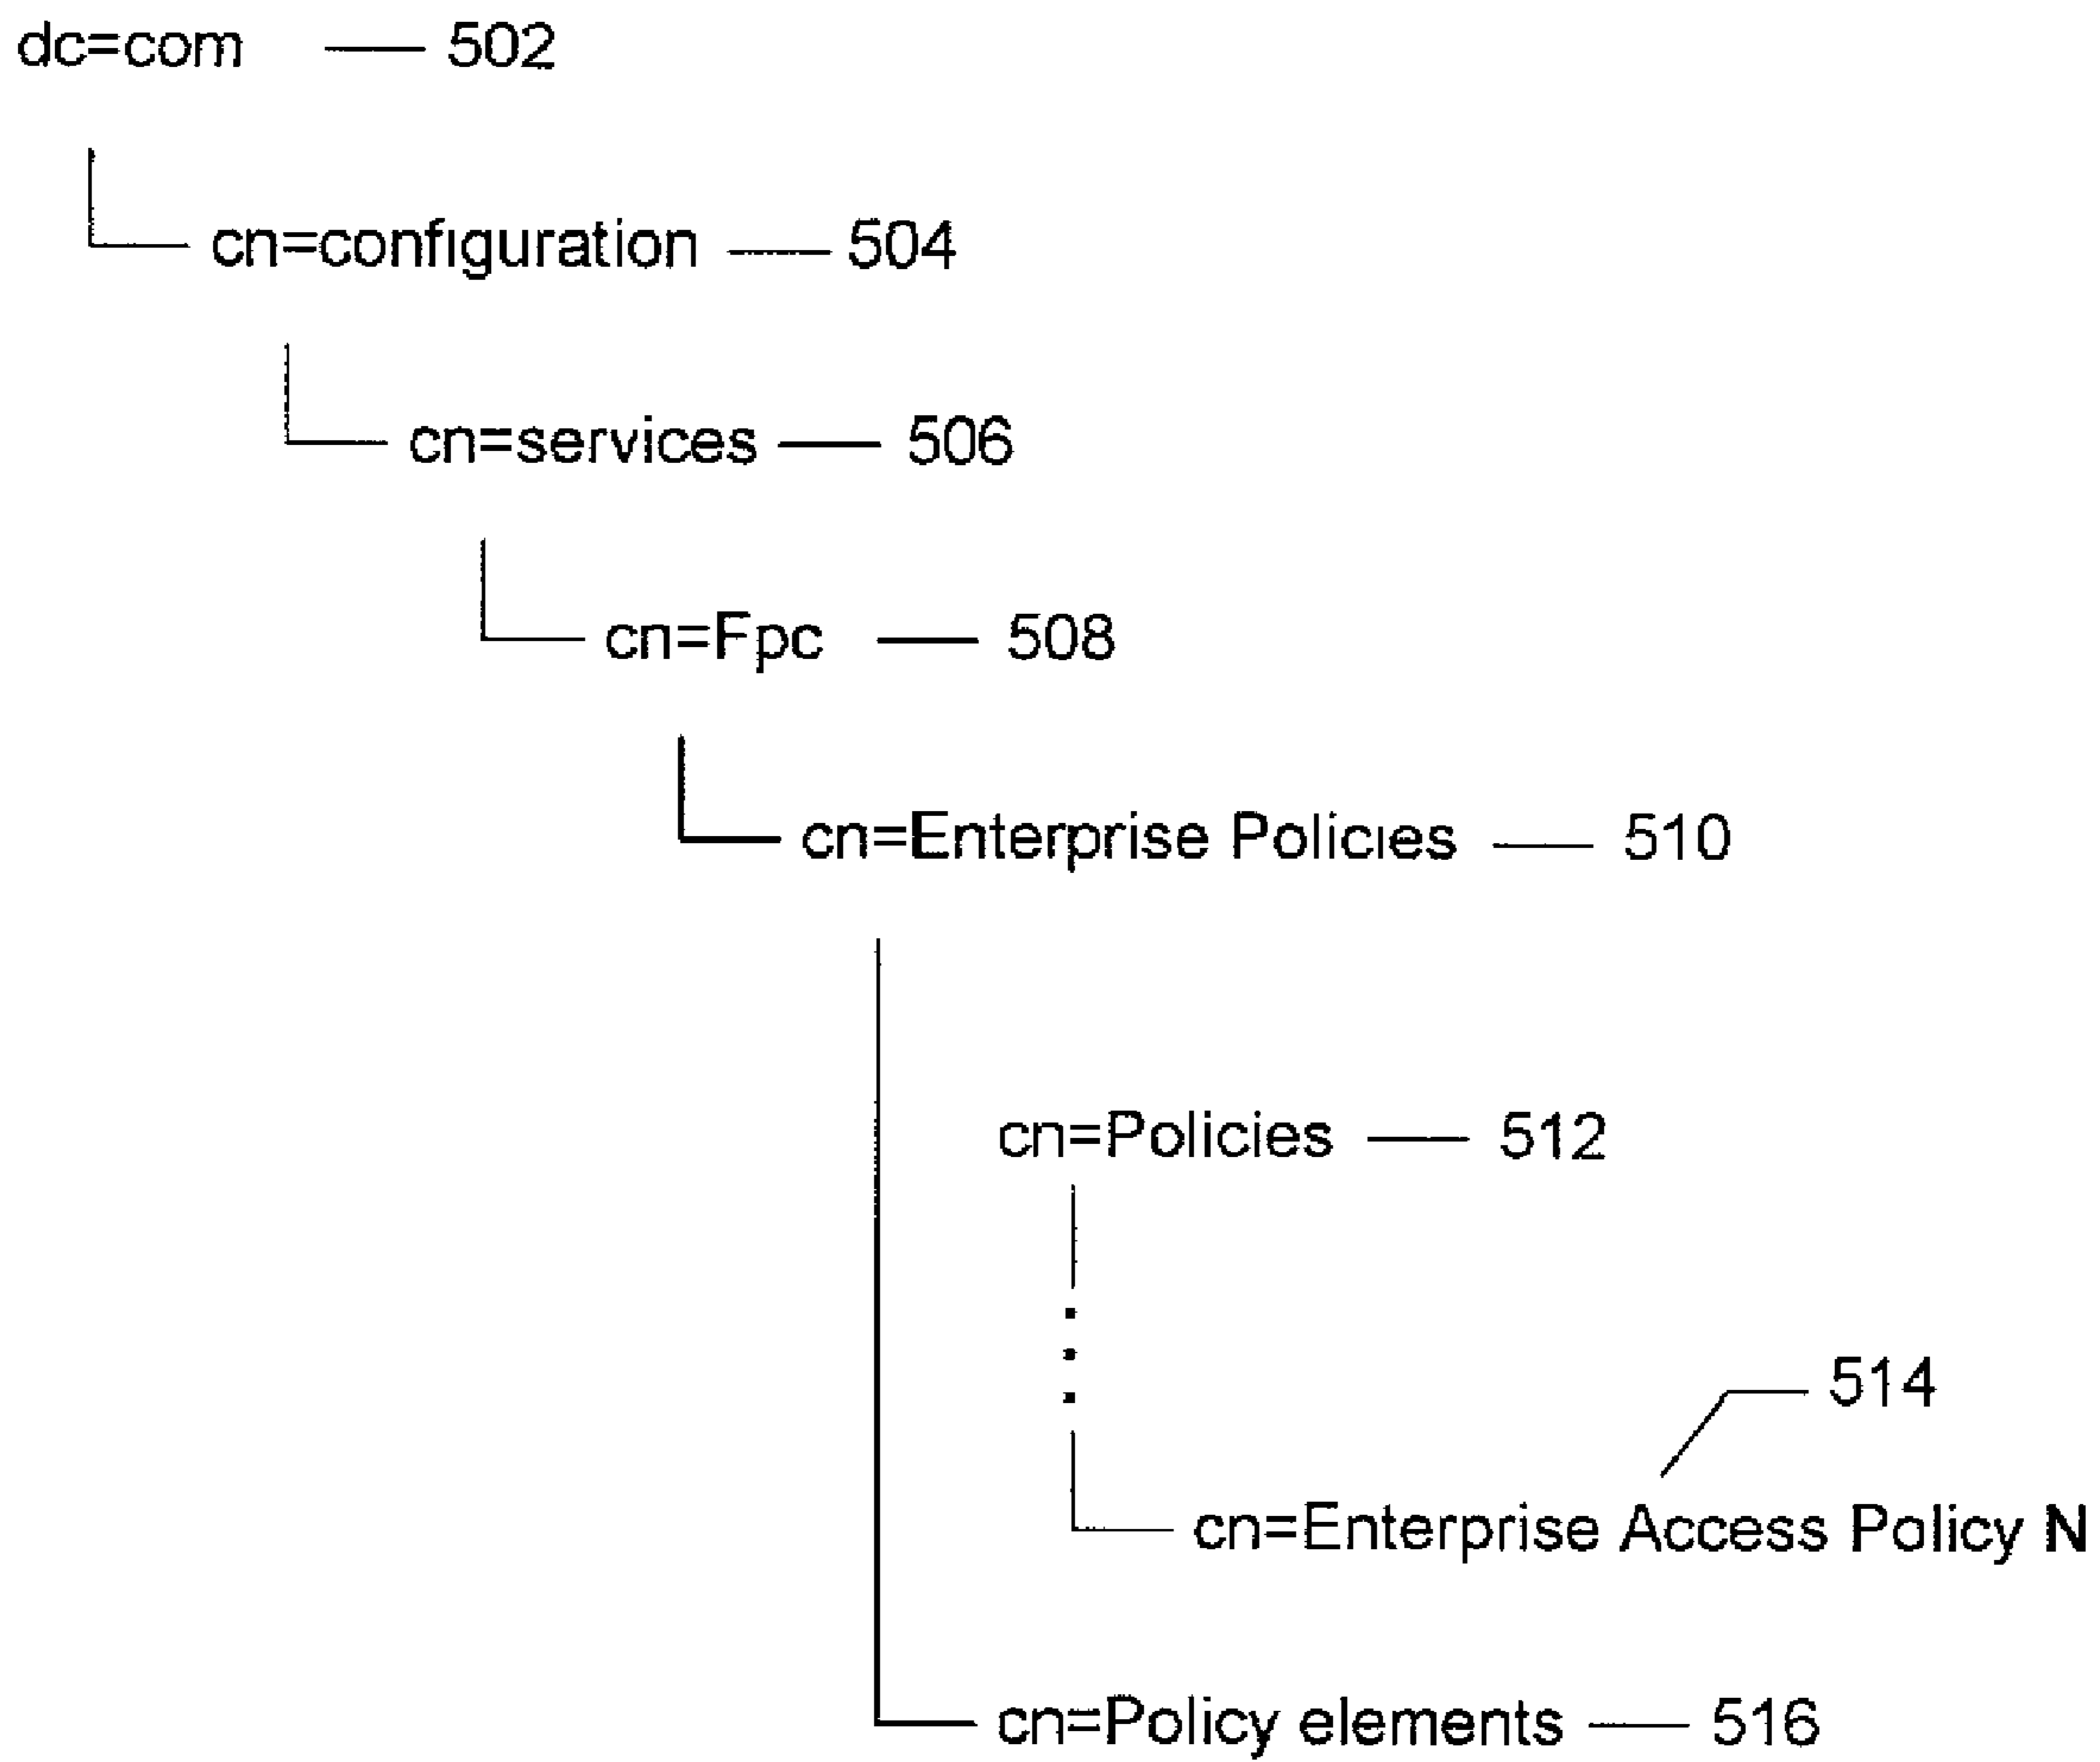 dc=com 502
cn=configuration 504
cn=services 506
cn=Fpc 508
cn=Enterprise Policies 510
cn=Policies 512
514
cn=Enterprise Access Policy N
cn=Policy elements 516